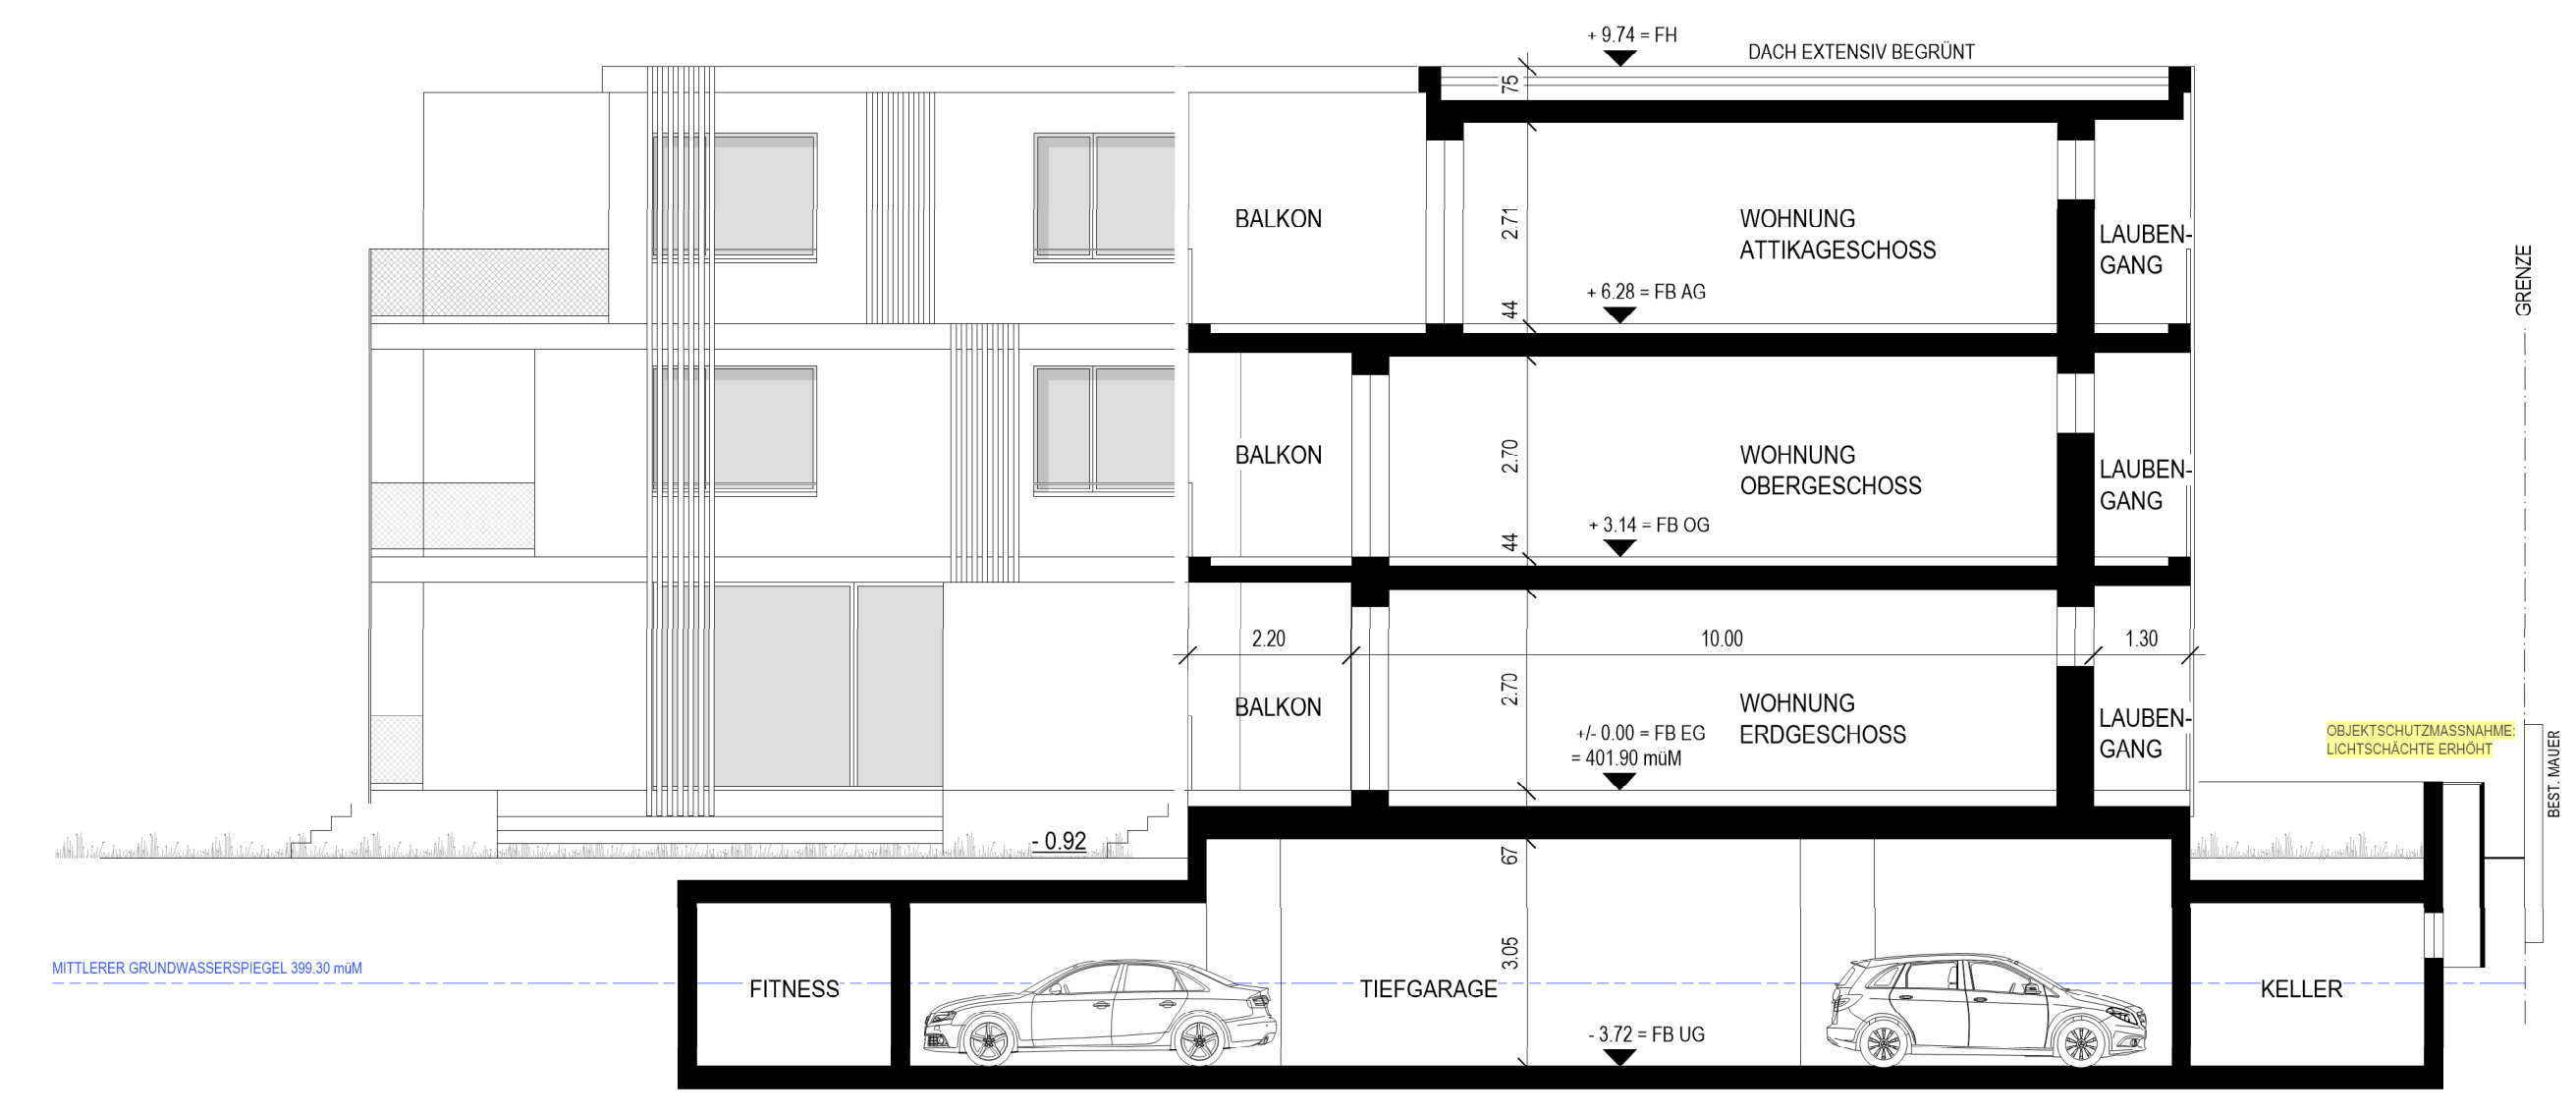 + 9.74 = FH
DACH EXTENSIV BEGRÜNT
75
BALKON
2.71
WOHNUNG
ATTIKAGESCHOSS
LAUBEN-
GANG
GRENZE
44
+ 6.28 = FB AG
BALKON
2.70
WOHNUNG
OBERGESCHOSS
LAUBEN-
GANG
44
+ 3.14 = FB OG
2.20
10.00
1.30
BALKON
2.70
WOHNUNG
ERDGESCHOSS
LAUBEN-
GANG
+/- 0.00 = FB EG
= 401.90 müM
OBJEKTSCHUTZMASSNAHME:
LICHTSCHÄCHTE ERHÖHT
BEST. MAUER
- 0.92
67
3.05
MITTLERER GRUNDWASSERSPIEGEL 399.30 müM
FITNESS
TIEFGARAGE
KELLER
- 3.72 = FB UG